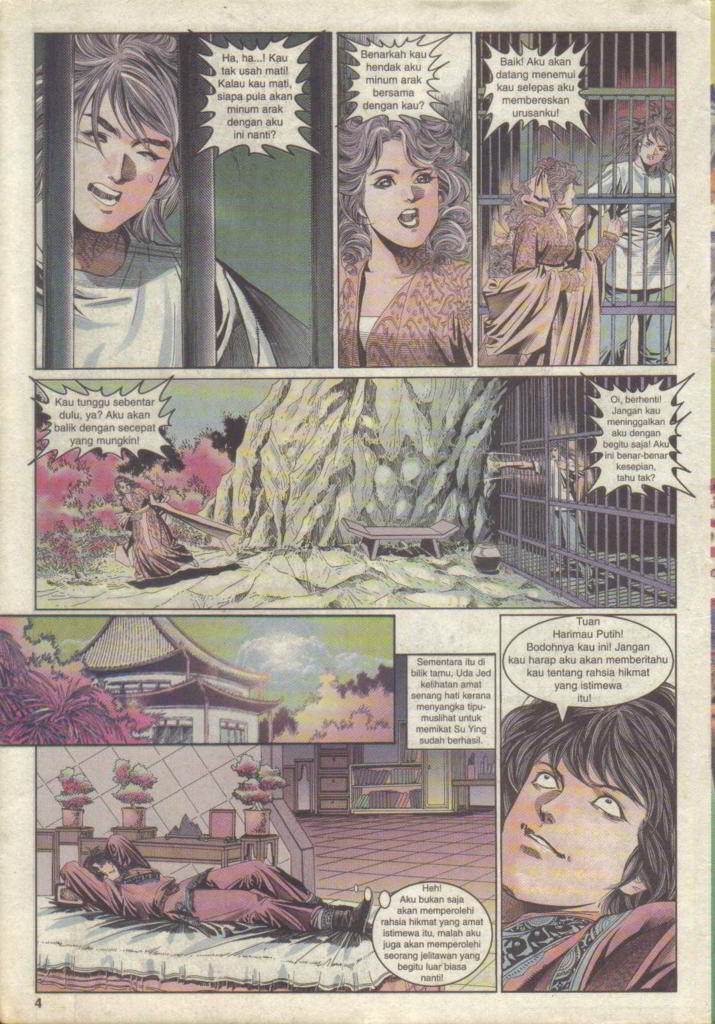 Ha, ha...! Kau
tak usah mati!
Kalau kau mati,
siapa pula akan
minum arak
dengan aku
ini nanti?
Benarkah kau
hendak aku
minum arak
bersama
dengan kau?
Baik! Aku akan
datang menemui
kau selepas aku
membereskan
urusanku!
Kau tunggu sebentar
dulu, ya? Aku akan
balik dengan secepat
yang mungkin!
Oi, berhenti!
Jangan kau
meninggalkan
aku dengan
begitu saja! Aku
ini benar-benar
kesepian,
tahu tak?
Sementara itu di
bilik tamu, Uda Jed
kelihatan amat
senang hati kerana
menyangka tipu-
muslihat untuk
memikat Su Ying
sudah berhasil.
Tuan
Harimau Putih!
Bodohnya kau ini! Jangan
kau harap aku akan memberitahu
kau tentang rahsia hikmat
yang istimewa
itu!
Heh!
Aku bukan saja
akan memperolehi
rahsia hikmat yang amat
istimewa itu, malah aku
juga akan memperolehi
seorang jelitawan yang
begitu luar biasa
nanti!
4